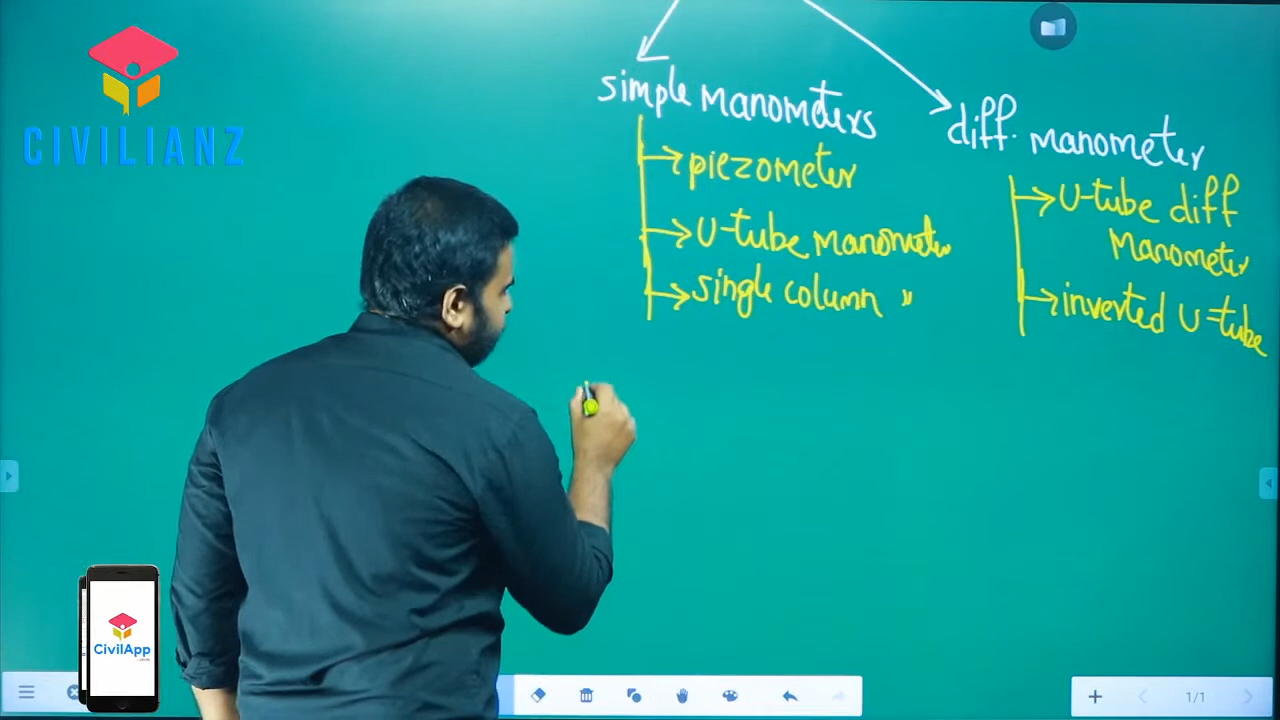 CIVILIANZ
simple manometers
piezometer
U-tube manometer
single column "
diff. manometer
U-tube diff
manometer
inverted U-tube
CivilApp
1/1